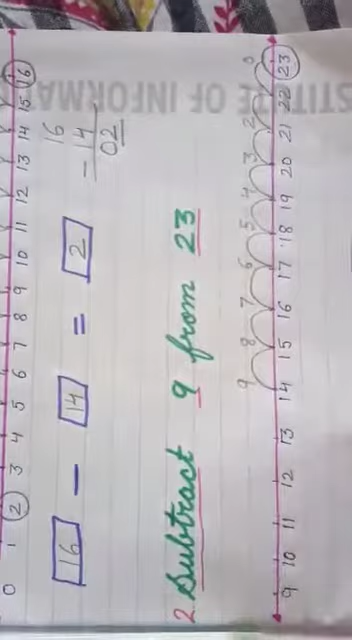 0 1 2 3 4 5 6 7 8 9 10 11 12 13 14 15 16
16 - 14 = 2
16
- 14
02
2. Subtract 9 from 23
9 8 7 6 5 4 3 2
9 10 11 12 13 14 15 16 17 18 19 20 21 22 23